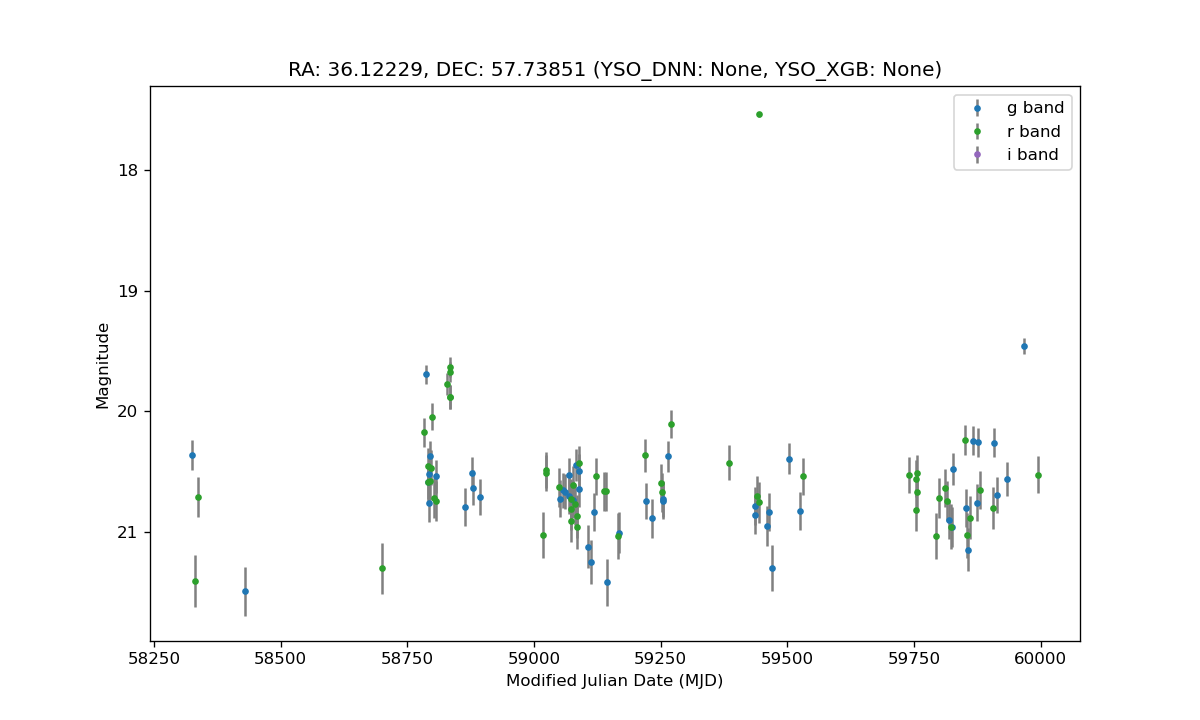 RA: 36.12229, DEC: 57.73851 (YSO_DNN: None, YSO_XGB: None)
g band
r band
i band
18
19
20
21
Magnitude
58250 58500 58750 59000 59250 59500 59750 60000
Modified Julian Date (MJD)